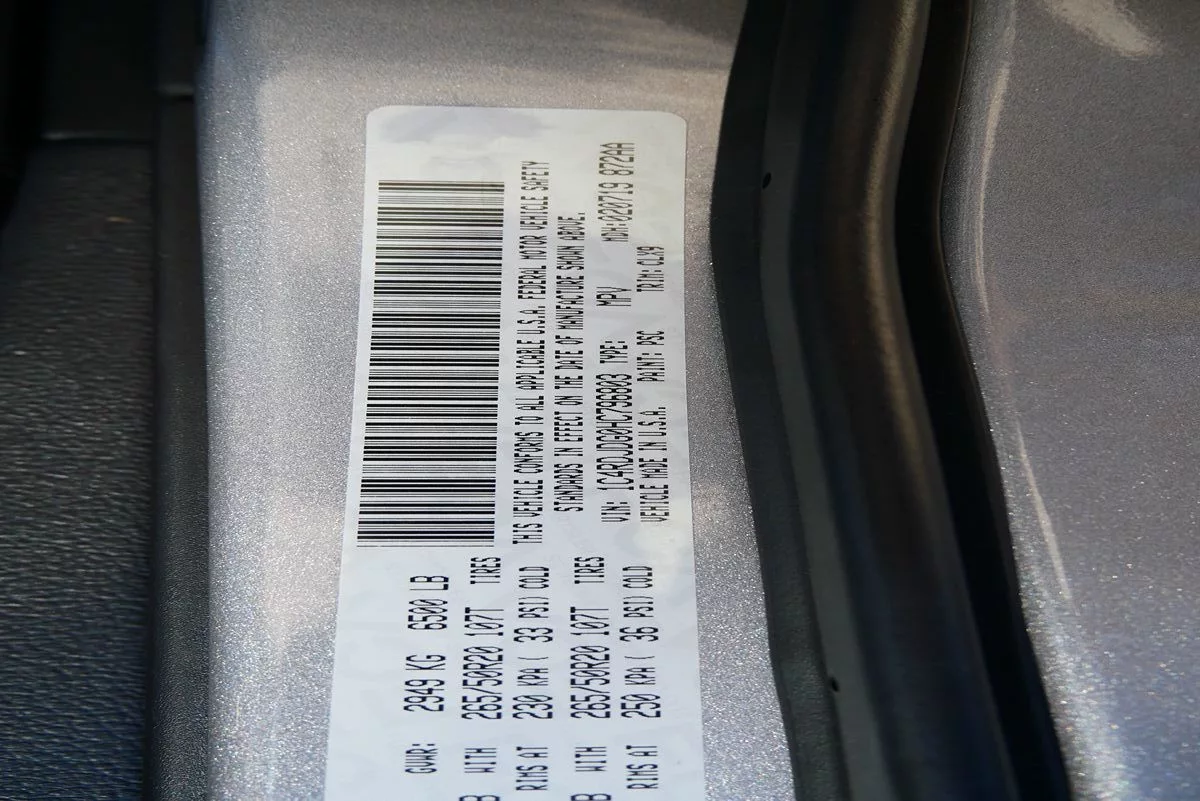 GVWR: 2949 KG 6500 LB
WITH 265/50R20 107T TIRES
RIMS AT 230 KPA ( 33 PSI) COLD
WITH 265/50R20 107T TIRES
RIMS AT 250 KPA ( 36 PSI) COLD
THIS VEHICLE CONFORMS TO ALL APPLICABLE U.S.A. FEDERAL MOTOR VEHICLE SAFETY
STANDARDS IN EFFECT ON THE DATE OF MANUFACTURE SHOWN ABOVE.
VIN: 1C4RDJDG0HC796803 TYPE: MPV MDH:020719 872AA
VEHICLE MADE IN U.S.A. PAINT: PSC TRIM: CLX9